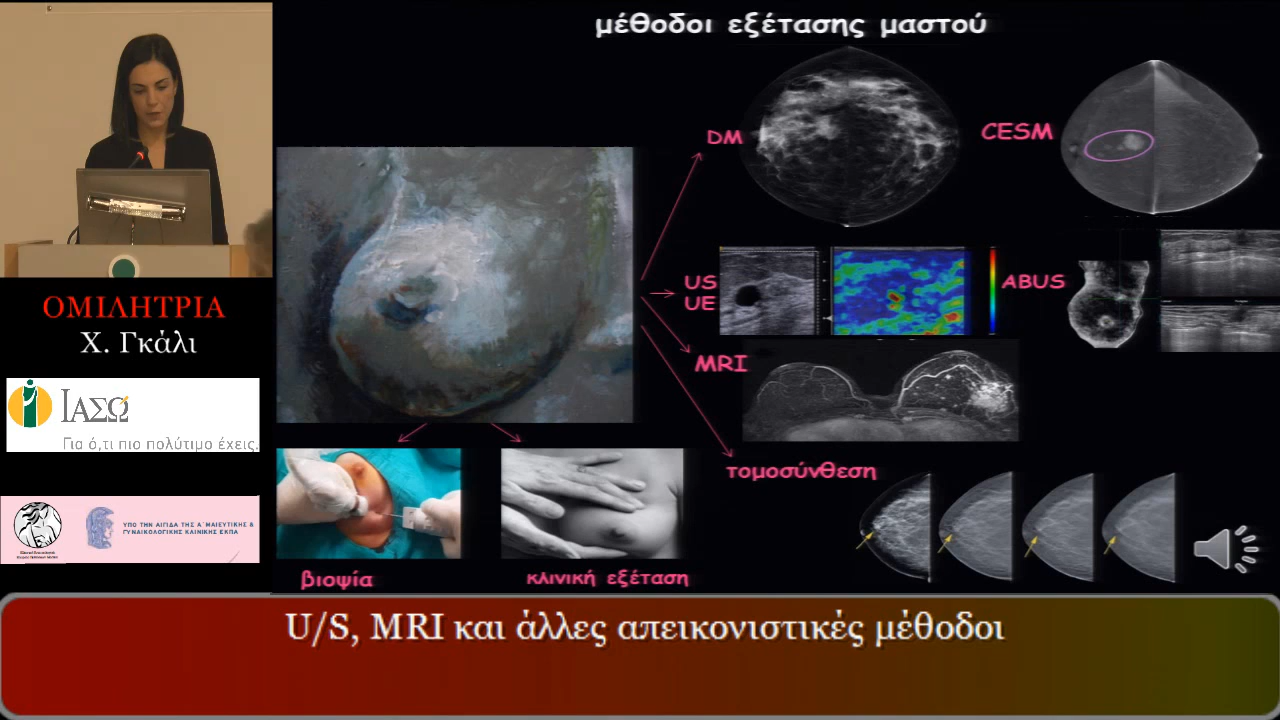 μέθοδοι εξέτασης μαστού
DM
CESM
US
UE
ABUS
MRI
τομοσύνθεση
βιοψία
κλινική εξέταση
ΟΜΙΛΗΤΡΙΑ
Χ. Γκάλι
ΙΑΣΩ
Για ό,τι πιο πολύτιμο έχεις.
ΥΠΟ ΤΗΝ ΑΙΓΙΔΑ ΤΗΣ Α΄ΜΑΙΕΥΤΙΚΗΣ &
ΓΥΝΑΙΚΟΛΟΓΙΚΗΣ ΚΛΙΝΙΚΗΣ ΕΚΠΑ
U/S, MRI και άλλες απεικονιστικές μέθοδοι